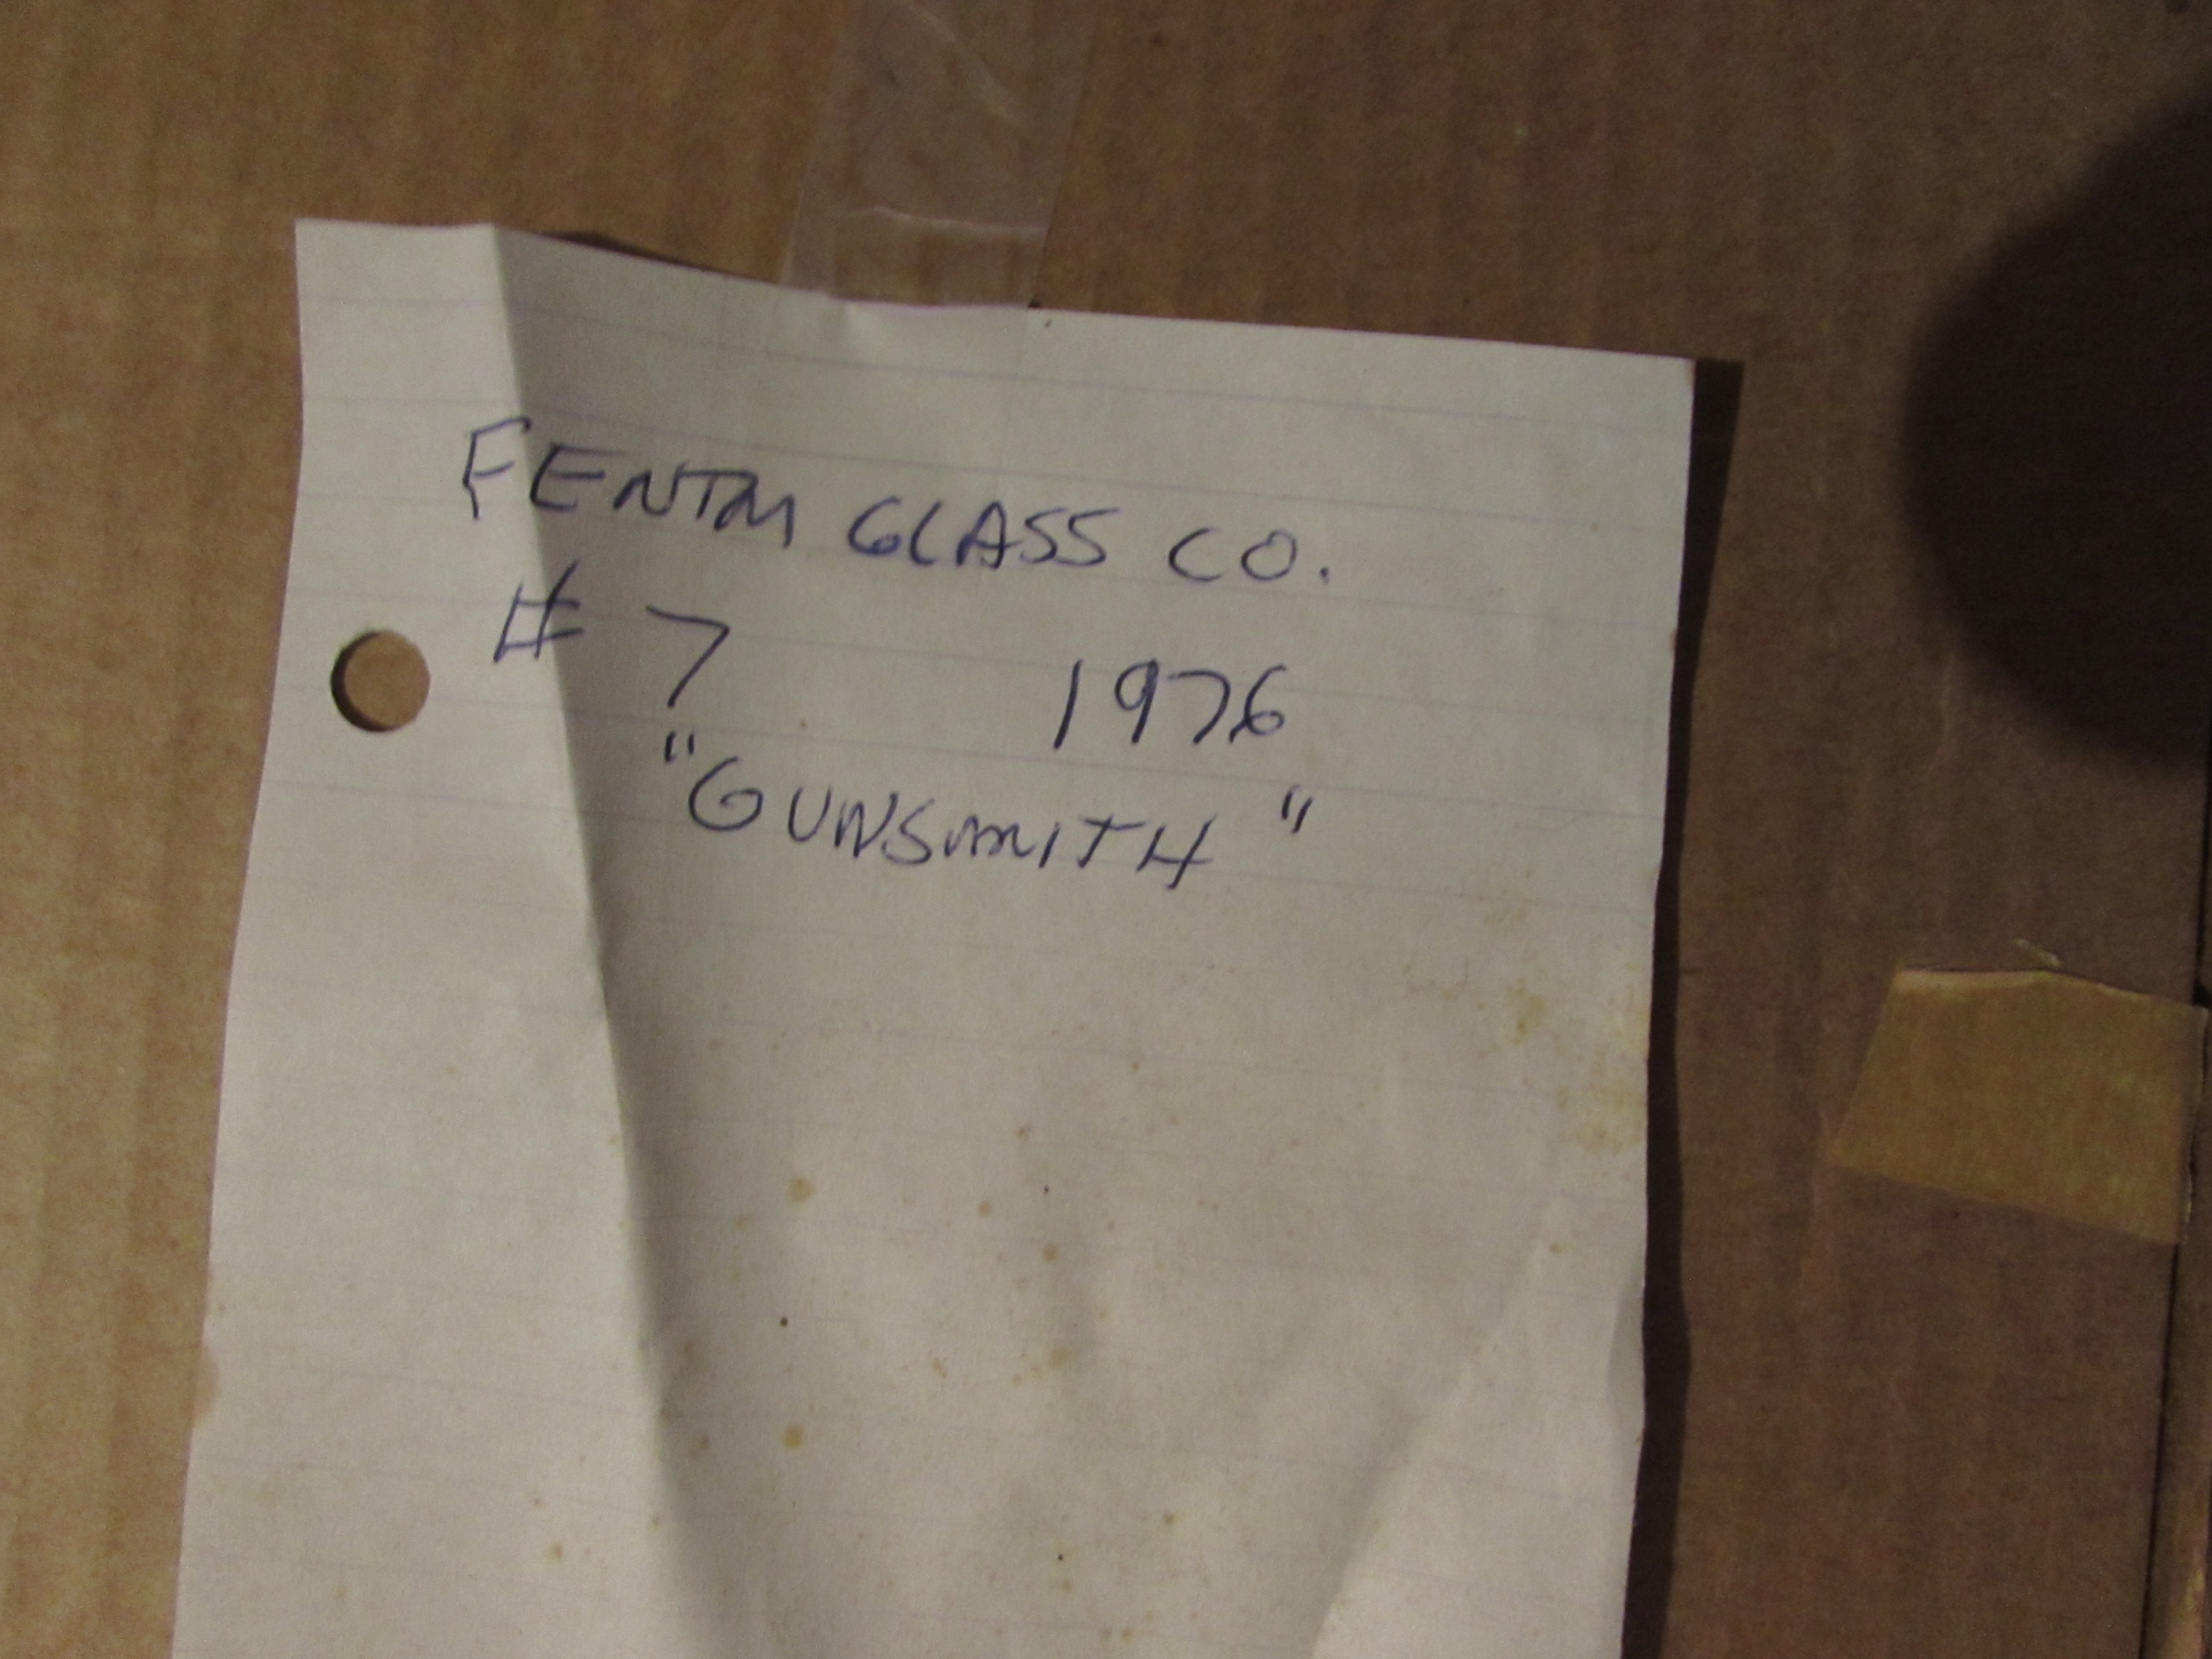 FENTON GLASS CO.
# 7 1976
"GUNSMITH"